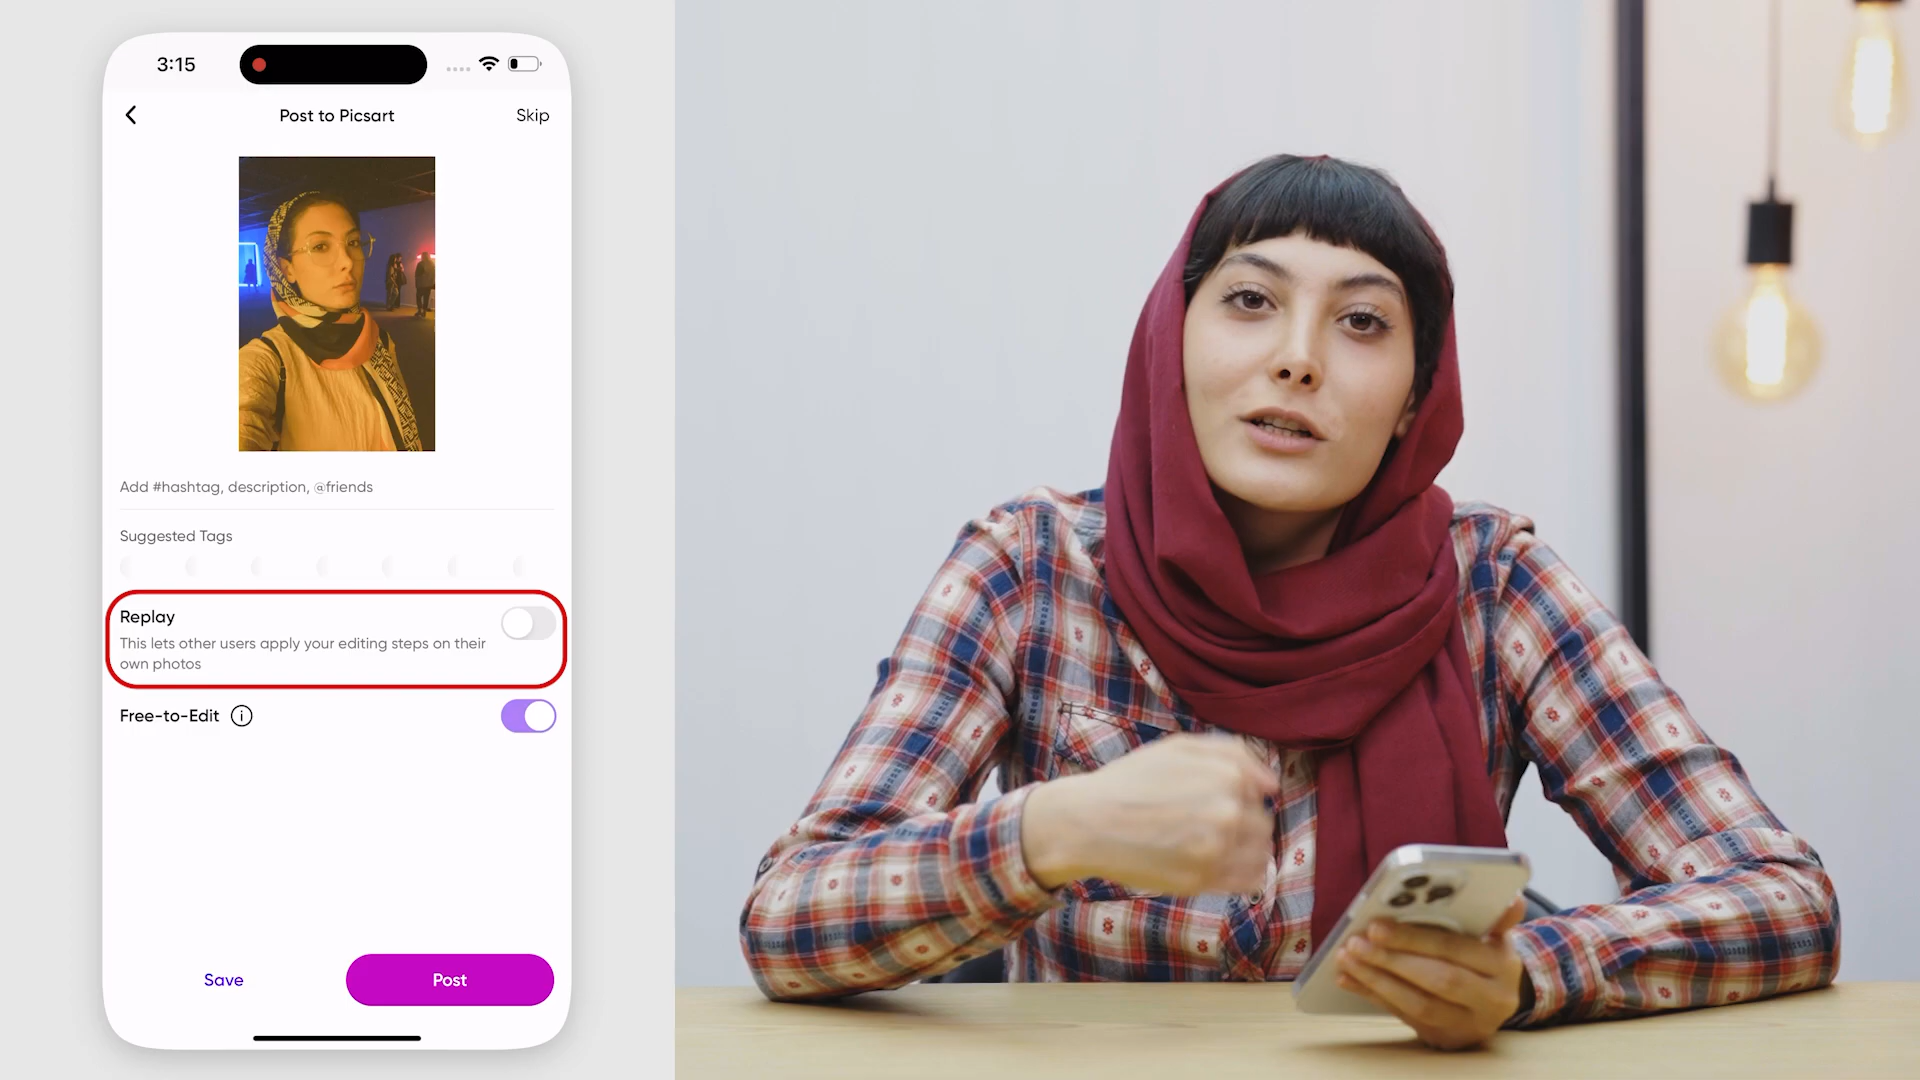 3:15
Post to Picsart
Skip
Add #hashtag, description, @friends
Suggested Tags
Replay
This lets other users apply your editing steps on their
own photos
Free-to-Edit
Save
Post